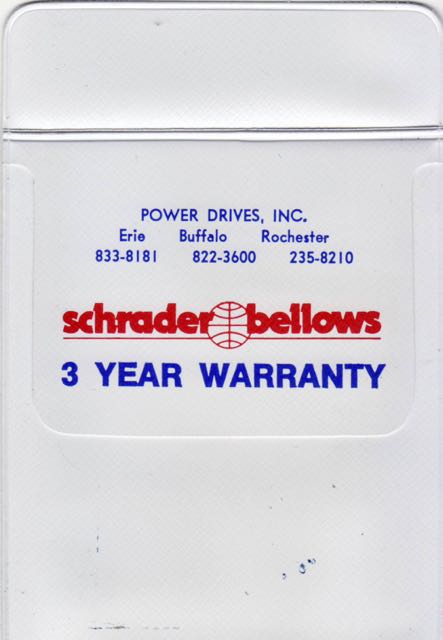 POWER DRIVES, INC.
Erie Buffalo Rochester
833-8181 822-3600 235-8210
schrader bellows
3 YEAR WARRANTY